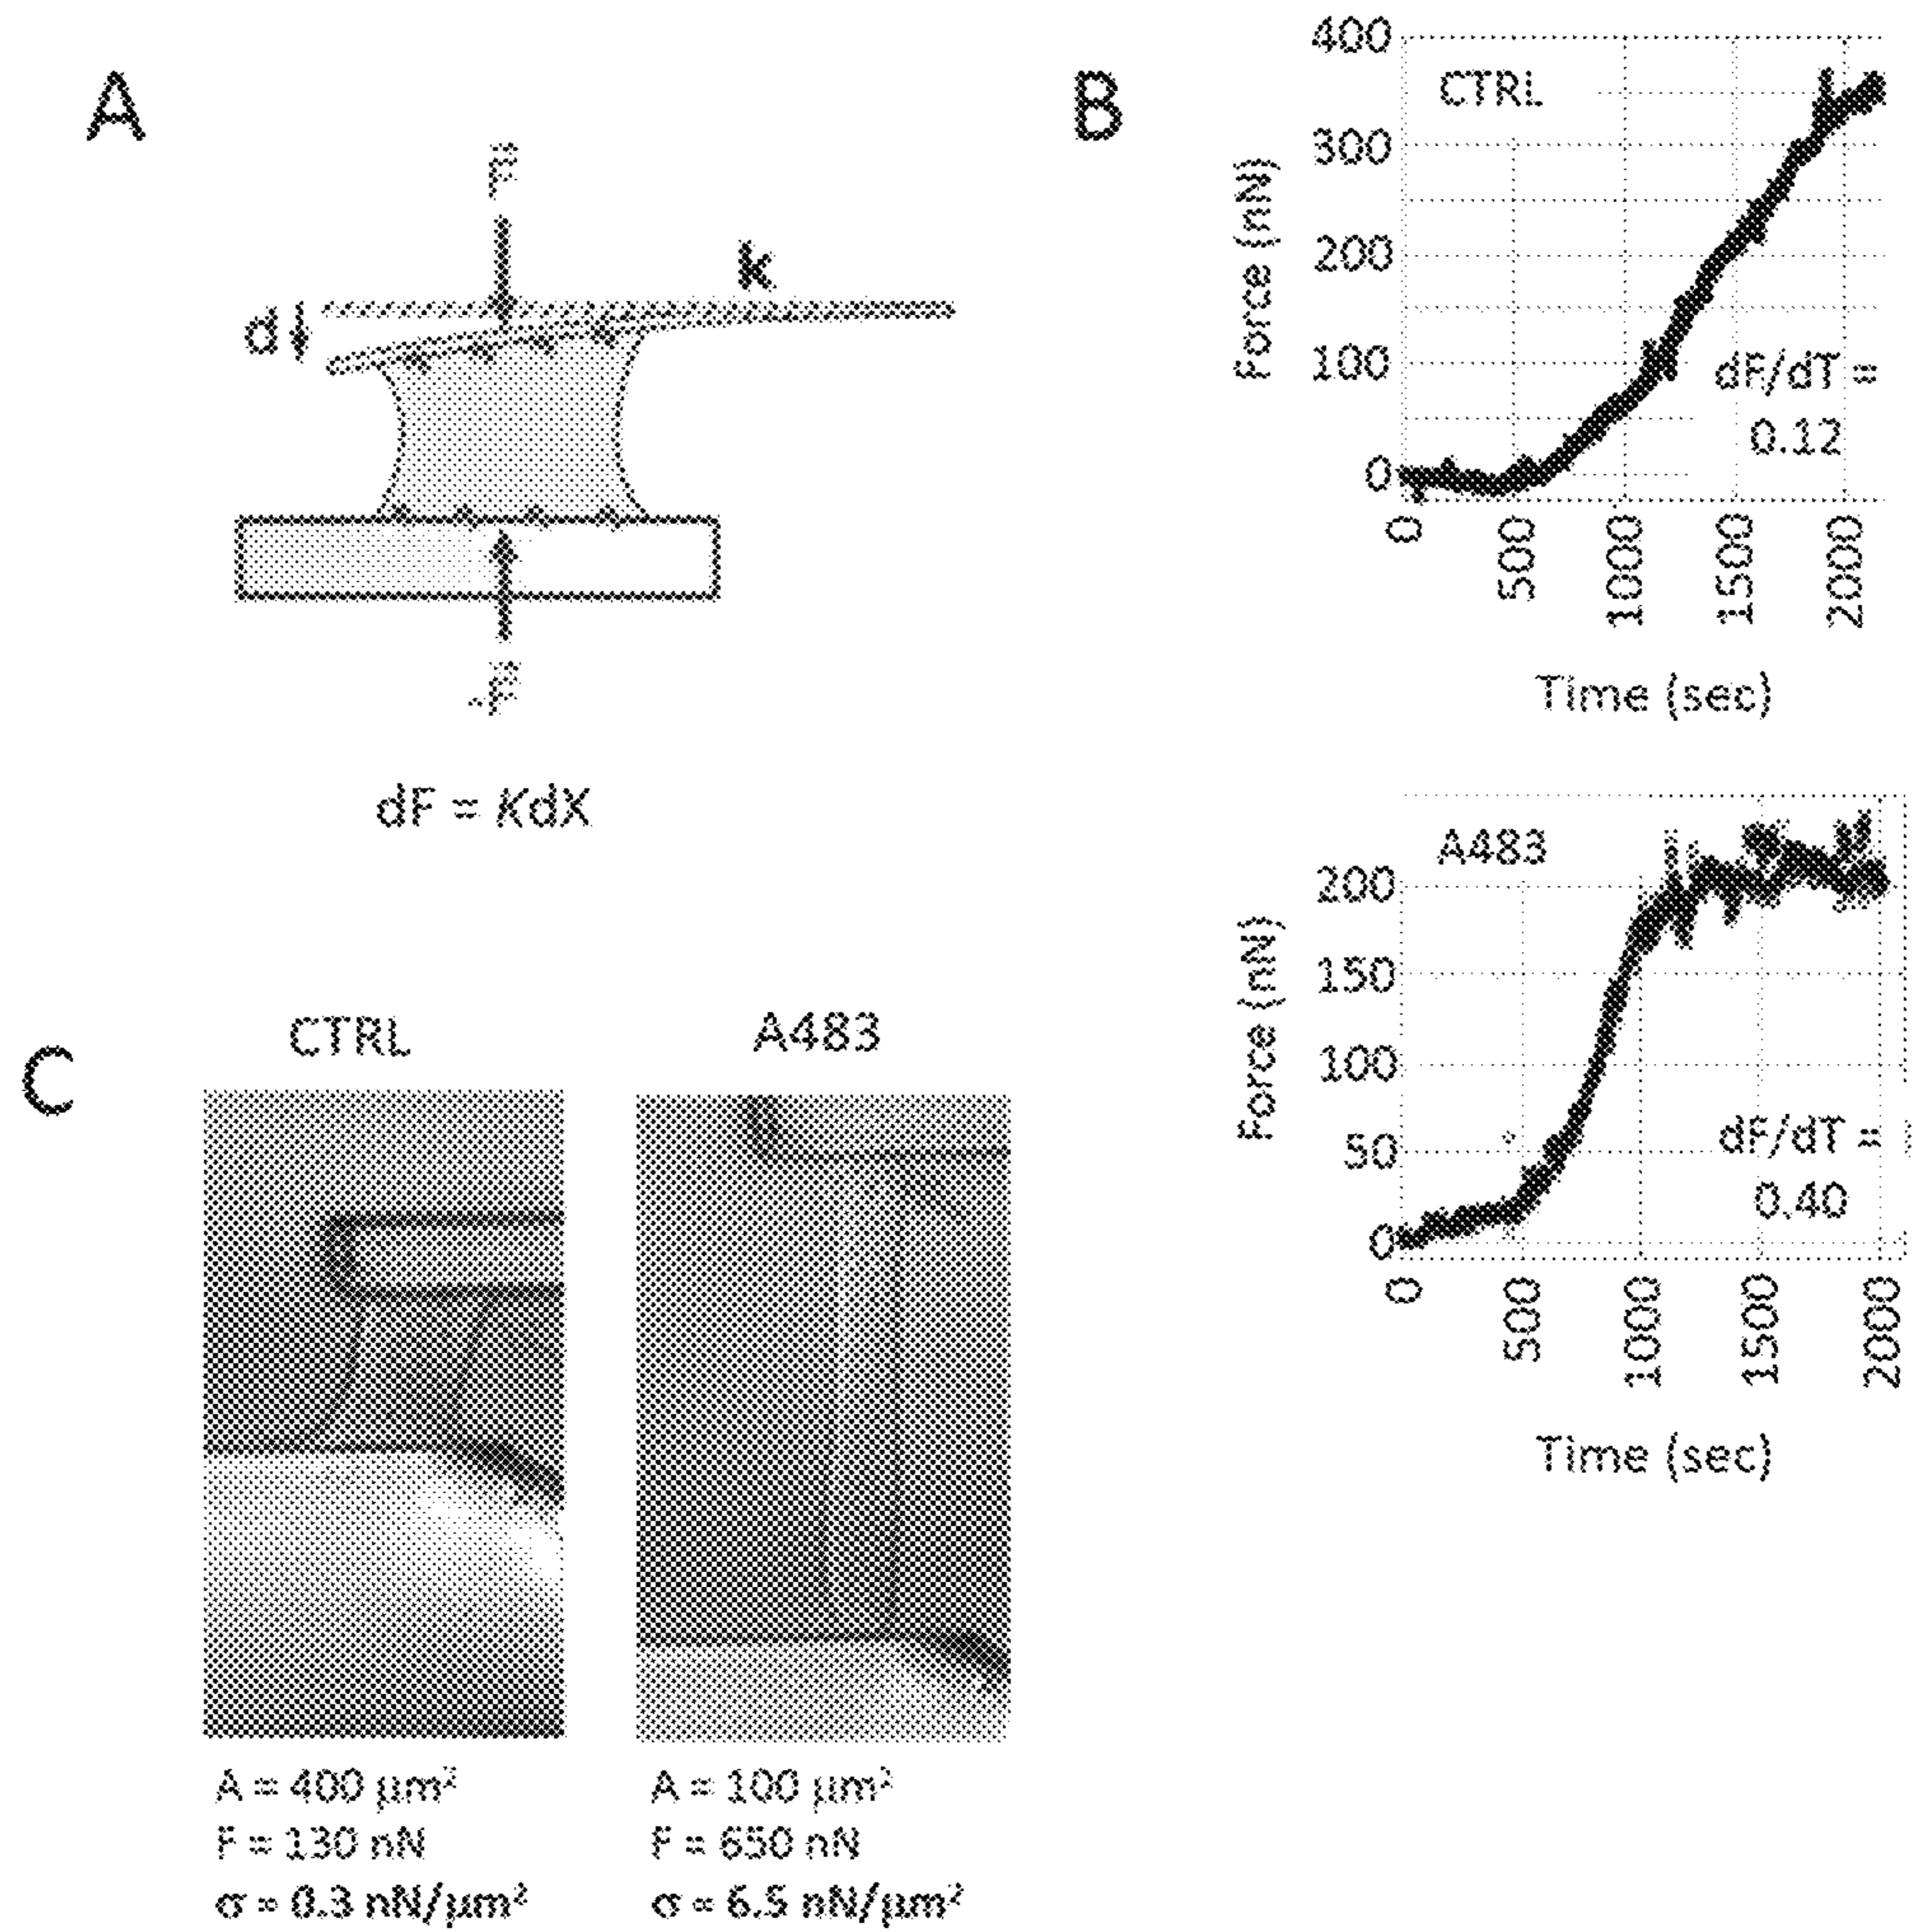 A
F
k
d
-F
dF = KdX
B
400
CTRL
300
200
100
0
Force (nN)
dF/dT =
0.12
0
500
1000
1500
2000
Time (sec)
A483
200
150
100
50
0
Force (nN)
dF/dT =
0.40
0
500
1000
1500
2000
Time (sec)
C
CTRL
A483
A = 400 μm²
F = 130 nN
σ = 0.3 nN/μm²
A = 100 μm²
F = 650 nN
σ = 6.5 nN/μm²